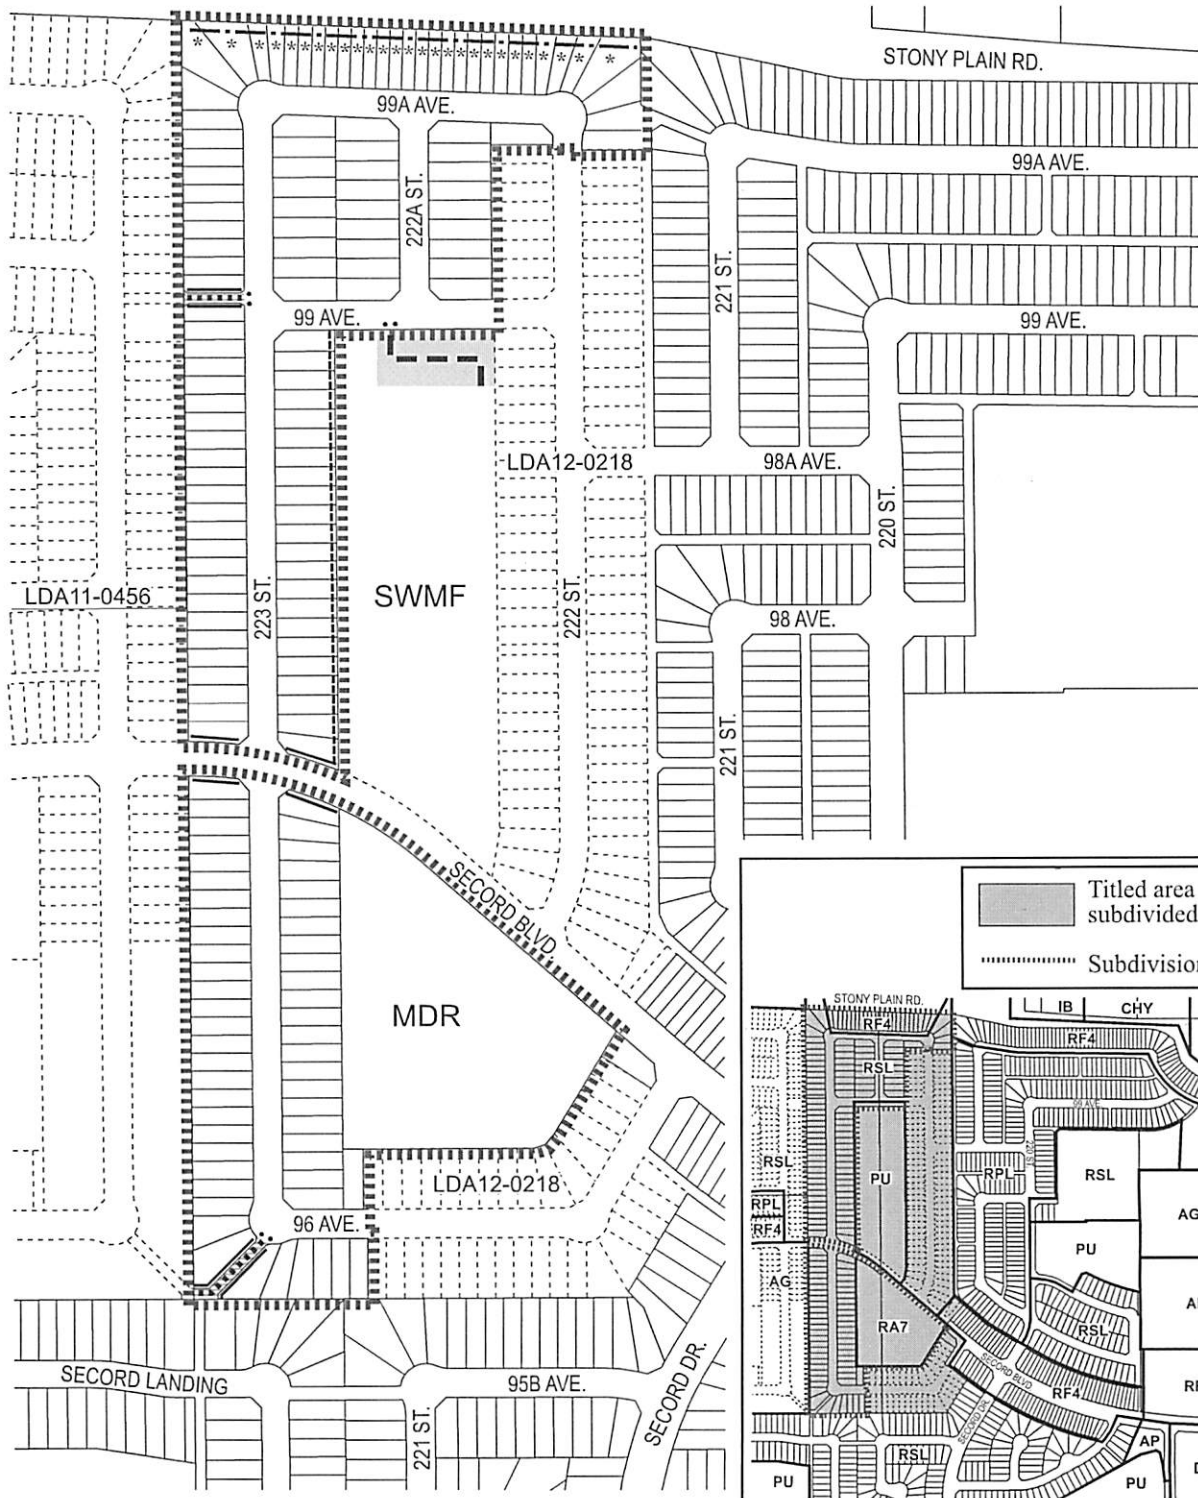 STONY PLAIN RD.
99A AVE.
99A AVE.
222A ST.
221 ST.
99 AVE.
99 AVE.
LDA12-0218
98A AVE.
220 ST.
LDA11-0456
223 ST.
SWMF
222 ST.
98 AVE.
221 ST.
SECORD BLVD.
MDR
LDA12-0218
96 AVE.
SECORD LANDING
95B AVE.
221 ST.
SECORD DR.
Titled area
subdivided
Subdivision
STONY PLAIN RD.
IB
CHY
RF4
RF4
RSL
99 AVE
220 ST.
RSL
PU
RPL
RSL
RPL
RF4
AG
PU
AG
RA7
RSL
SECORD BLVD
RF4
SECORD DR.
RSL
AP
PU
PU